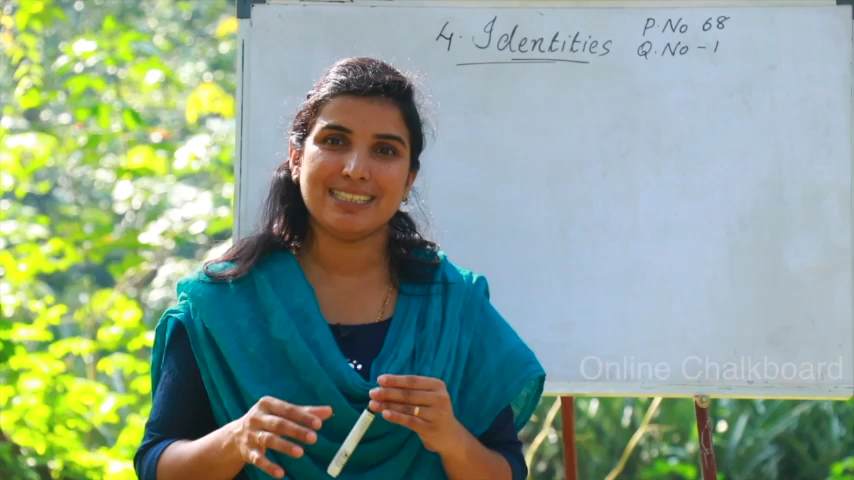 4. Identities
P.No 68
Q.No - 1
Online Chalkboard